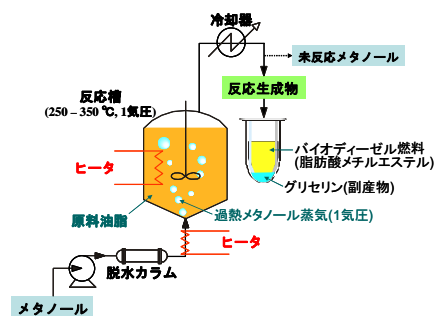 冷却器
未反応メタノール
反応生成物
反応槽
(250 – 350 ℃, 1気圧)
ヒータ
バイオディーゼル燃料
(脂肪酸メチルエステル)
グリセリン(副産物)
原料油脂
過熱メタノール蒸気(1気圧)
ヒータ
脱水カラム
メタノール